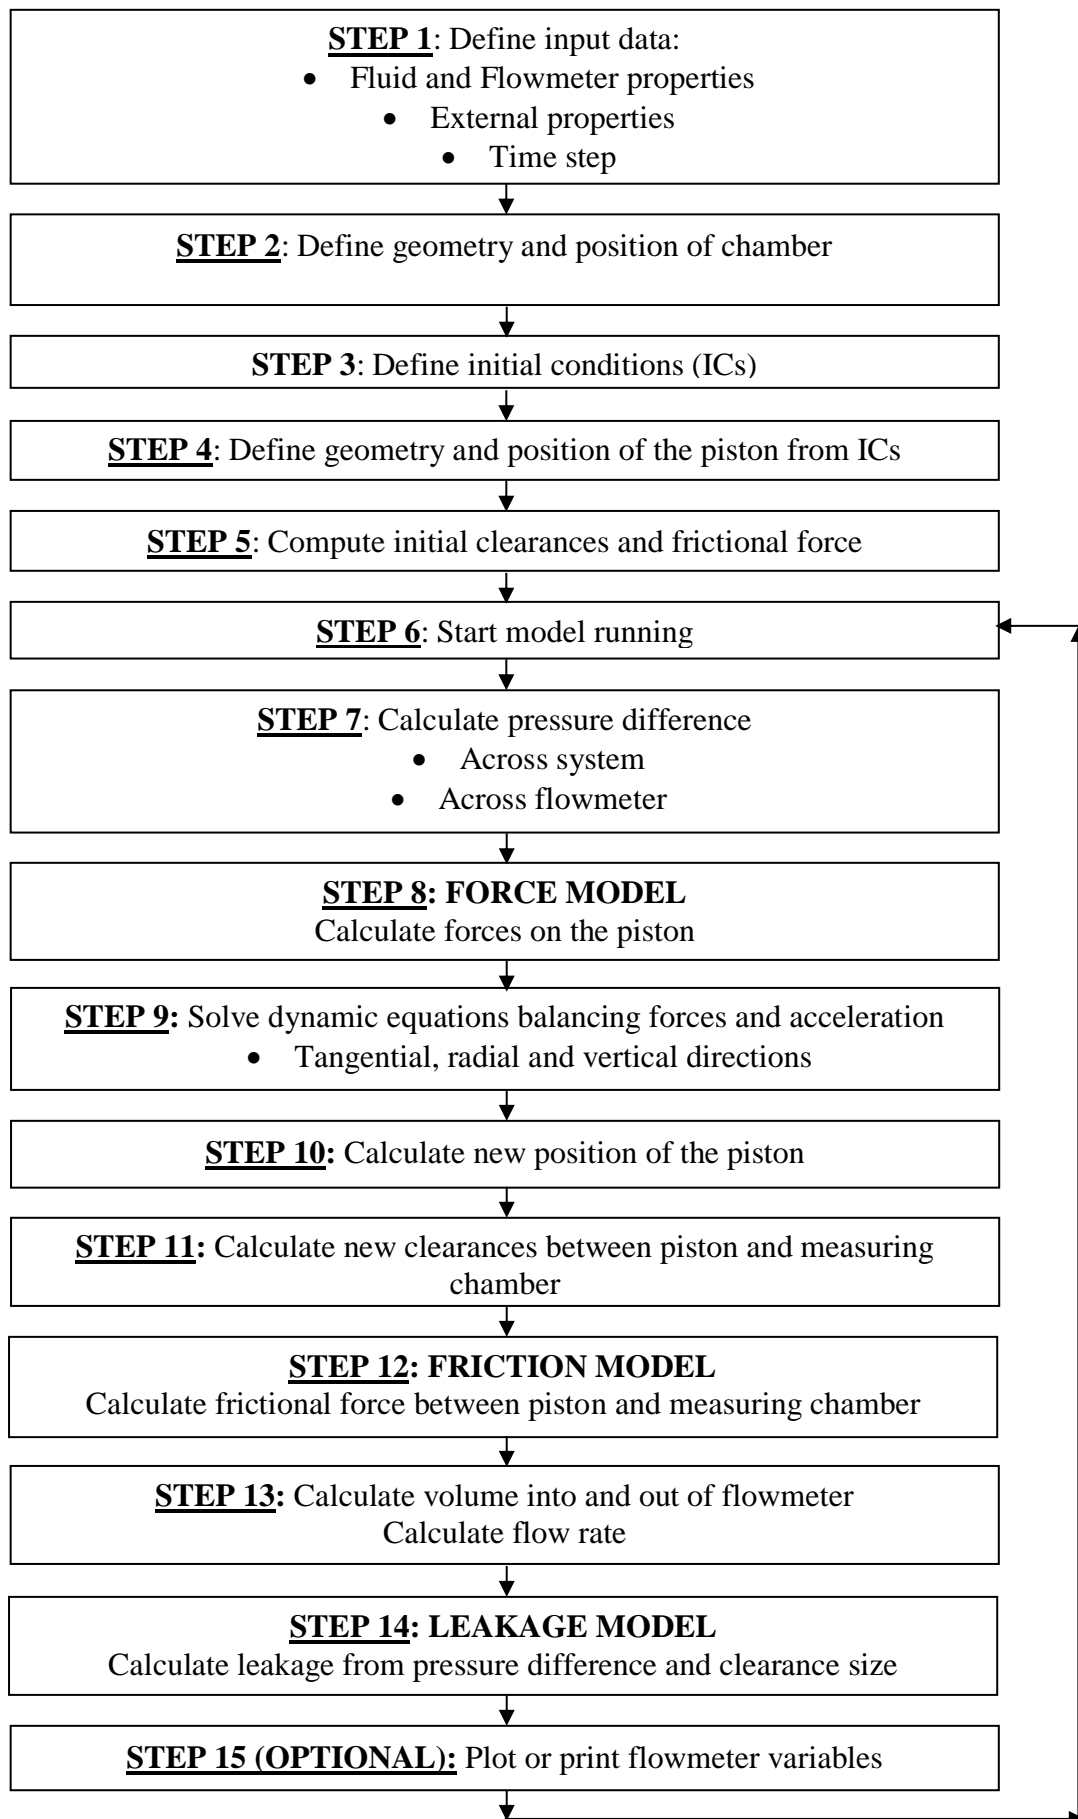 STEP 1: Define input data:
• Fluid and Flowmeter properties
• External properties
• Time step
STEP 2: Define geometry and position of chamber
STEP 3: Define initial conditions (ICs)
STEP 4: Define geometry and position of the piston from ICs
STEP 5: Compute initial clearances and frictional force
STEP 6: Start model running
STEP 7: Calculate pressure difference
• Across system
• Across flowmeter
STEP 8: FORCE MODEL
Calculate forces on the piston
STEP 9: Solve dynamic equations balancing forces and acceleration
• Tangential, radial and vertical directions
STEP 10: Calculate new position of the piston
STEP 11: Calculate new clearances between piston and measuring
chamber
STEP 12: FRICTION MODEL
Calculate frictional force between piston and measuring chamber
STEP 13: Calculate volume into and out of flowmeter
Calculate flow rate
STEP 14: LEAKAGE MODEL
Calculate leakage from pressure difference and clearance size
STEP 15 (OPTIONAL): Plot or print flowmeter variables